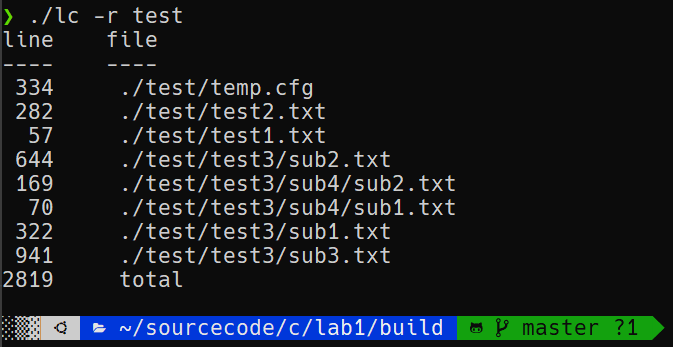 ❯ ./lc -r test
line    file
----    ----
 334     ./test/temp.cfg
 282     ./test/test2.txt
  57     ./test/test1.txt
 644     ./test/test3/sub2.txt
 169     ./test/test3/sub4/sub2.txt
  70     ./test/test3/sub4/sub1.txt
 322     ./test/test3/sub1.txt
 941     ./test/test3/sub3.txt
2819     total
~/sourcecode/c/lab1/build master ?1